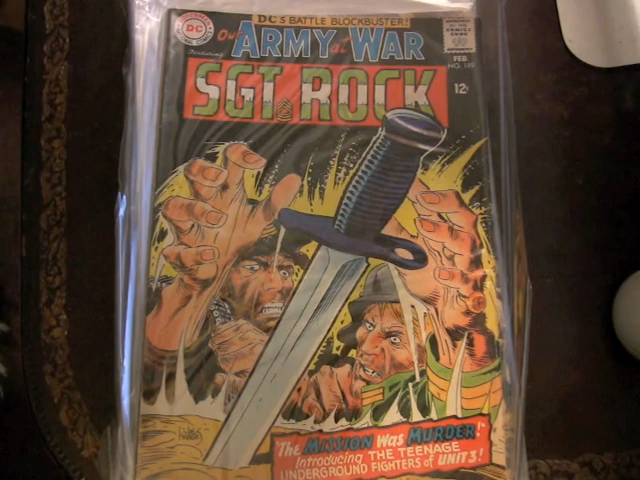 DC's BATTLE BLOCKBUSTER!
DC
Our ARMY at WAR
Featuring
SGT. ROCK
APPROVED BY THE COMICS CODE
FEB.
NO. 189
12¢
"The MISSION Was MURDER!"
Introducing THE TEENAGE
UNDERGROUND FIGHTERS of UNIT 3!